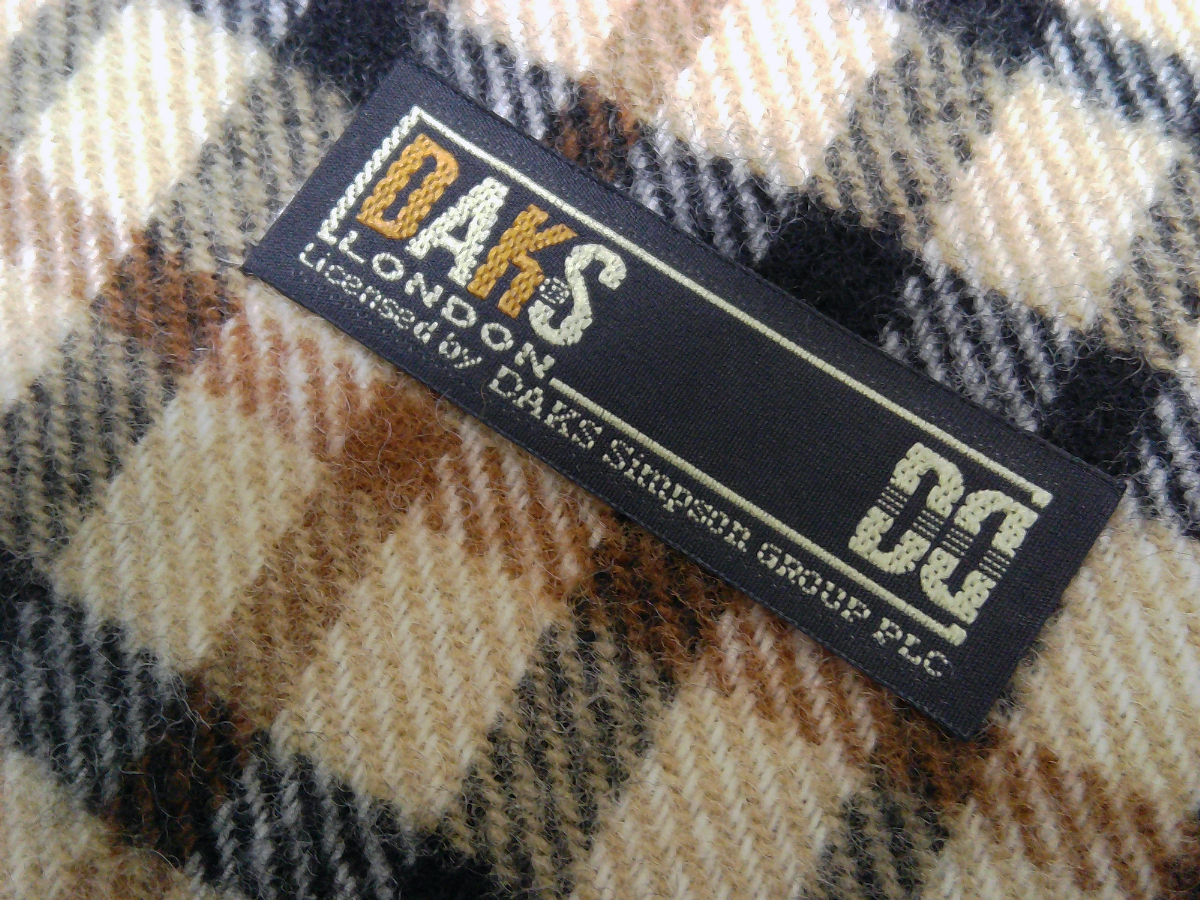 DAKS®
LONDON
Licensed by DAKS Simpson GROUP PLC
DD